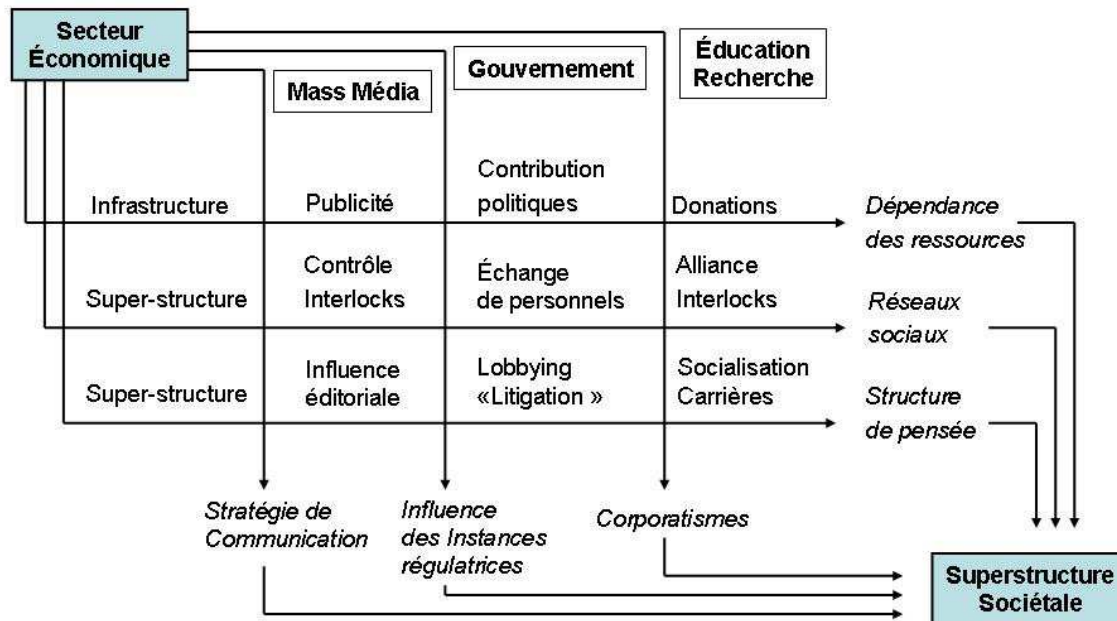 Secteur
Économique
Mass Média
Gouvernement
Éducation
Recherche
Infrastructure
Publicité
Contribution
politiques
Donations
Dépendance
des ressources
Super-structure
Contrôle
Interlocks
Échange
de personnels
Alliance
Interlocks
Réseaux
sociaux
Super-structure
Influence
éditoriale
Lobbying
«Litigation »
Socialisation
Carrières
Structure
de pensée
Stratégie de
Communication
Influence
des Instances
régulatrices
Corporatismes
Superstructure
Sociétale